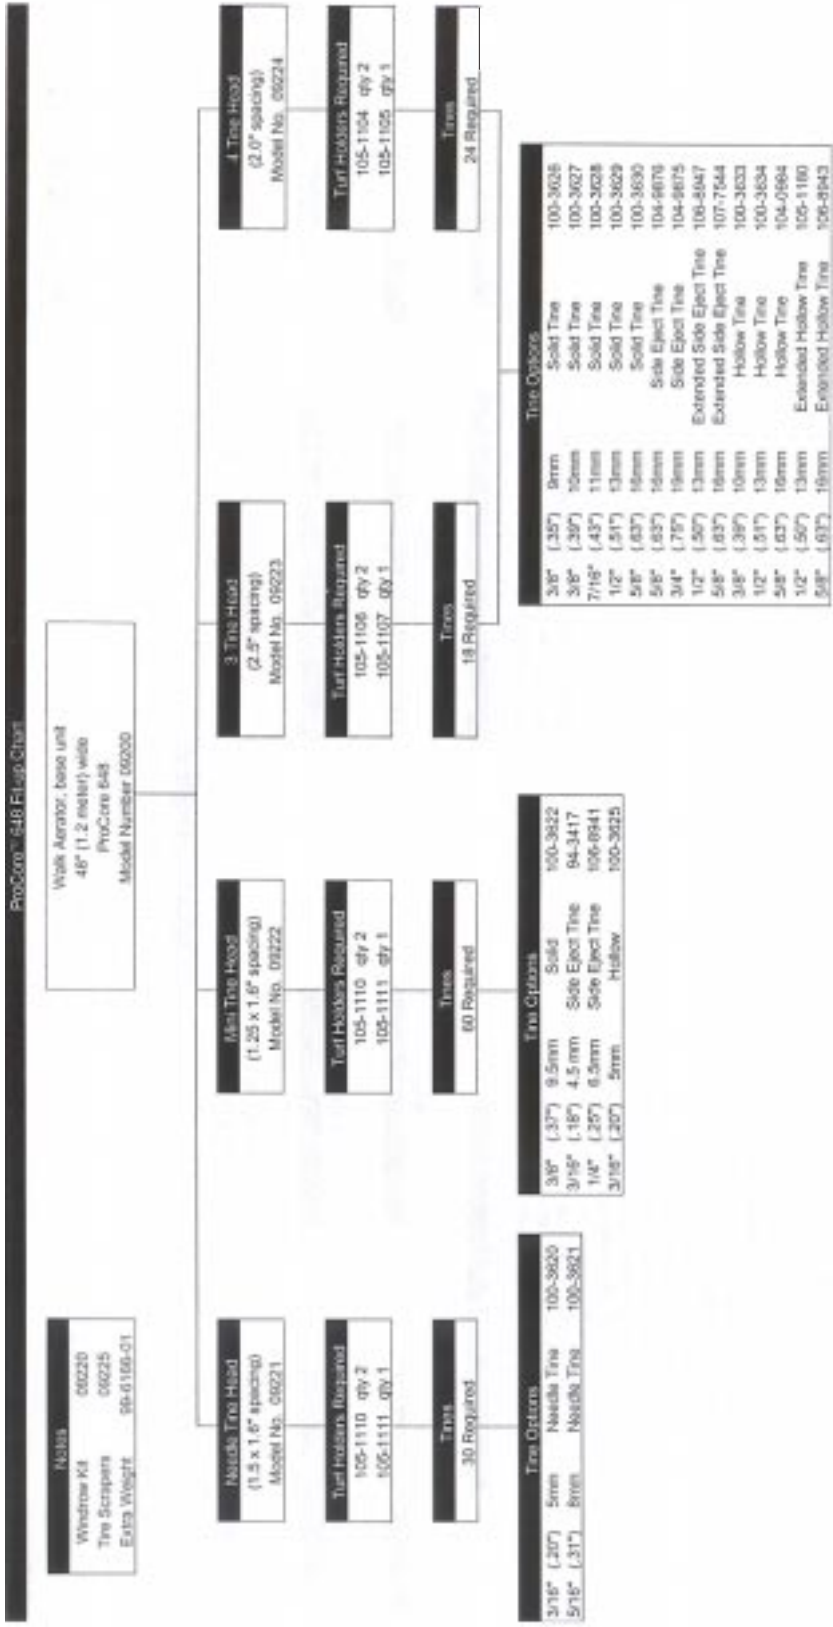 ProCore™ 648 Fit-up Chart
Notes
Windrow Kit 09220
Tire Scrapers 09225
Extra Weight 99-6166-01
Walk Aerator, base unit
48" (1.2 meter) wide
ProCore 648
Model Number 09200
Needle Tine Head
(1.5 x 1.6" spacing)
Model No. 09221
Turf Holders Required
105-1110 qty 2
105-1111 qty 1
Tines
30 Required
Tine Options
3/16" (.20") 5mm Needle Tine 100-3620
5/16" (.31") 8mm Needle Tine 100-3621
Mini Tine Head
(1.25 x 1.6" spacing)
Model No. 09222
Turf Holders Required
105-1110 qty 2
105-1111 qty 1
Tines
60 Required
Tine Options
3/8" (.37") 9.5mm Solid 100-3622
3/16" (.18") 4.5 mm Side Eject Tine 94-3417
1/4" (.25") 6.5mm Side Eject Tine 106-8941
3/16" (.20") 5mm Hollow 100-3625
3 Tine Head
(2.5" spacing)
Model No. 09223
Turf Holders Required
105-1106 qty 2
105-1107 qty 1
Tines
18 Required
4 Tine Head
(2.0" spacing)
Model No. 09224
Turf Holders Required
105-1104 qty 2
105-1105 qty 1
Tines
24 Required
Tine Options
3/8" (.35") 9mm Solid Tine 100-3626
3/8" (.39") 10mm Solid Tine 100-3627
7/16" (.43") 11mm Solid Tine 100-3628
1/2" (.51") 13mm Solid Tine 100-3629
5/8" (.63") 16mm Solid Tine 100-3630
5/8" (.63") 16mm Side Eject Tine 104-9876
3/4" (.75") 19mm Side Eject Tine 104-9875
1/2" (.50") 13mm Extended Side Eject Tine 106-8947
5/8" (.63") 16mm Extended Side Eject Tine 107-7544
3/8" (.39") 10mm Hollow Tine 100-3633
1/2" (.51") 13mm Hollow Tine 100-3634
5/8" (.63") 16mm Hollow Tine 104-0984
1/2" (.50") 13mm Extended Hollow Tine 105-1180
5/8" (.63") Extended Hollow Tine 106-8943